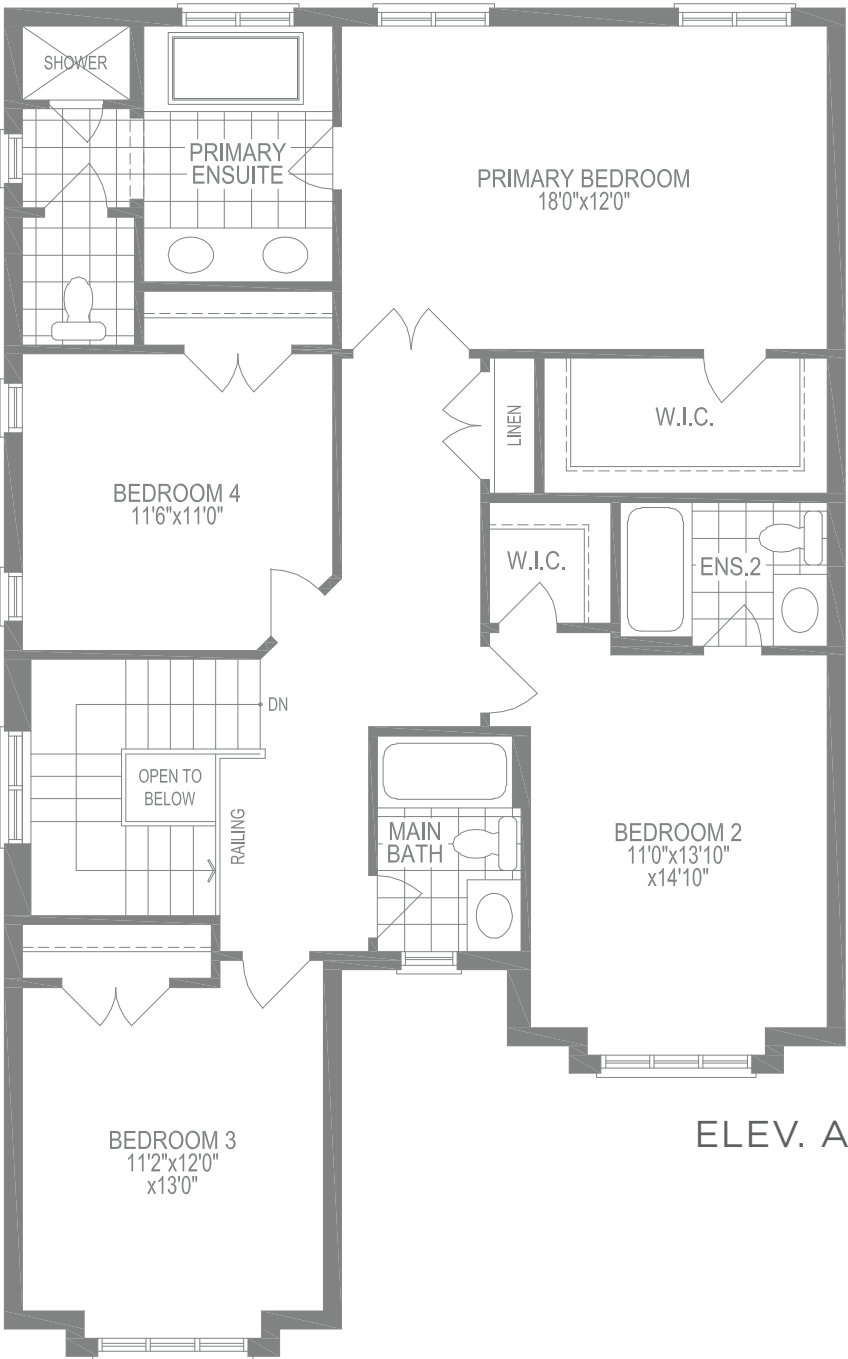 SHOWER
PRIMARY
ENSUITE
PRIMARY BEDROOM
18'0"x12'0"
LINEN
W.I.C.
BEDROOM 4
11'6"x11'0"
W.I.C.
ENS.2
DN
OPEN TO
BELOW
RAILING
MAIN
BATH
BEDROOM 2
11'0"x13'10"
x14'10"
ELEV. A
BEDROOM 3
11'2"x12'0"
x13'0"